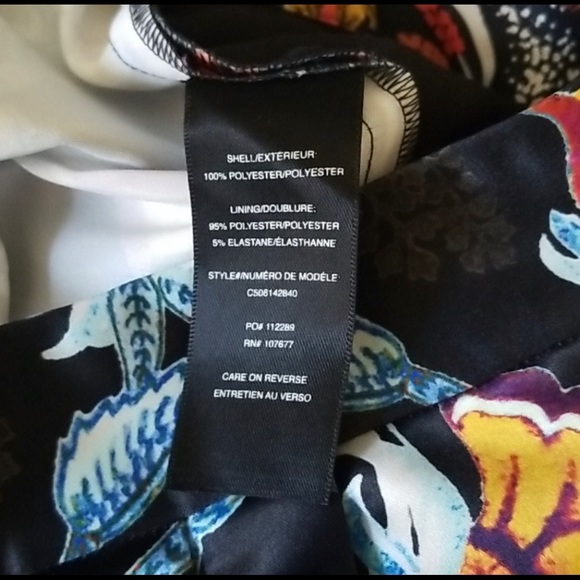 SHELL/EXTÉRIEUR:
100% POLYESTER/POLYESTER
LINING/DOUBLURE:
95% POLYESTER/POLYESTER
5% ELASTANE/ÉLASTHANNE
STYLE#/NUMÉRO DE MODÈLE:
C506142840
PO# 112289
RN# 107677
CARE ON REVERSE
ENTRETIEN AU VERSO